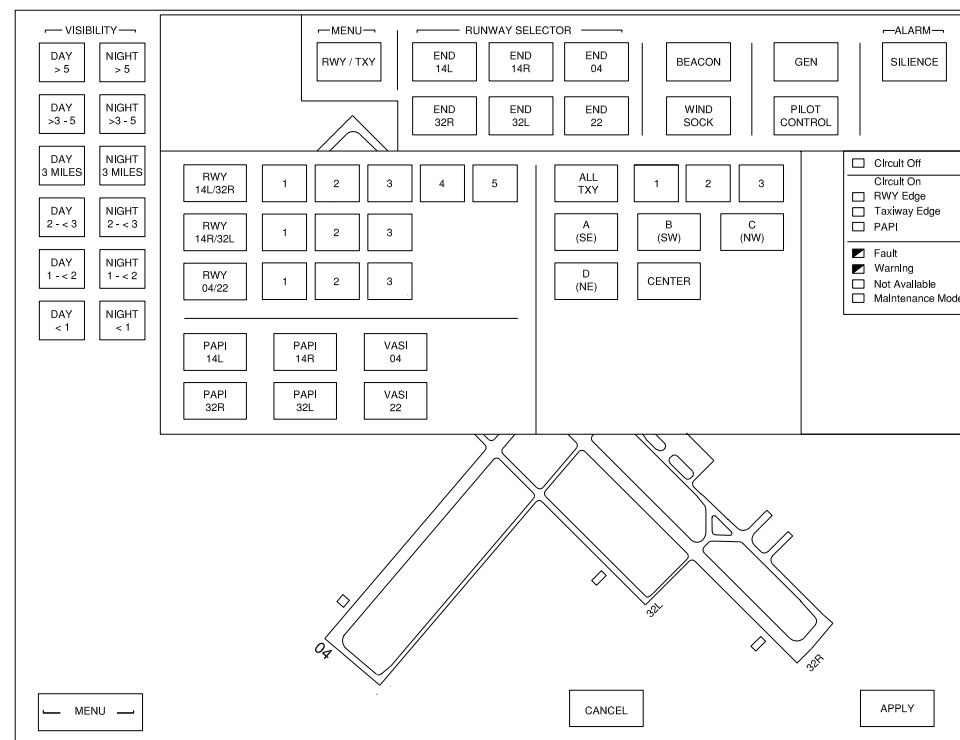 VISIBILITY
MENU
RUNWAY SELECTOR
ALARM
DAY
> 5
NIGHT
> 5
RWY / TXY
END
14L
END
14R
END
04
BEACON
GEN
SILIENCE
DAY
>3 - 5
NIGHT
>3 - 5
END
32R
END
32L
END
22
WIND
SOCK
PILOT
CONTROL
DAY
3 MILES
NIGHT
3 MILES
RWY
14L/32R
1
2
3
4
5
ALL
TXY
1
2
3
CIrcult Off
CIrcult On
RWY Edge
Taxiway Edge
PAPI
Fault
WarnIng
Not AvaIlable
MaIntenance Mode
DAY
2 - < 3
NIGHT
2 - < 3
RWY
14R/32L
1
2
3
A
(SE)
B
(SW)
C
(NW)
DAY
1 - < 2
NIGHT
1 - < 2
RWY
04/22
1
2
3
D
(NE)
CENTER
DAY
< 1
NIGHT
< 1
PAPI
14L
PAPI
14R
VASI
04
PAPI
32R
PAPI
32L
VASI
22
04
32L
32R
MENU
CANCEL
APPLY